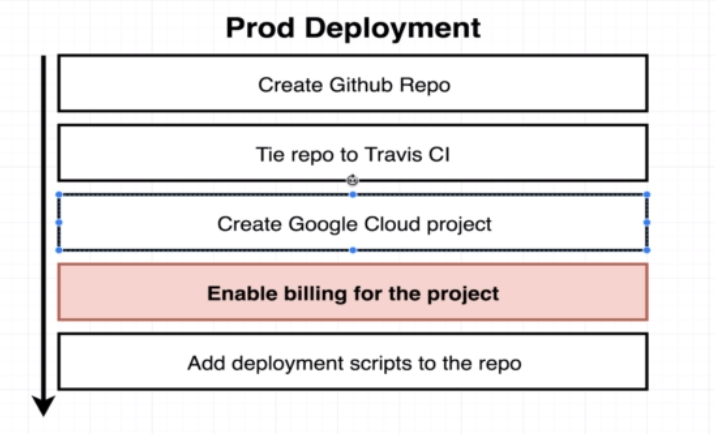 Prod Deployment
Create Github Repo
Tie repo to Travis CI
Create Google Cloud project
Enable billing for the project
Add deployment scripts to the repo